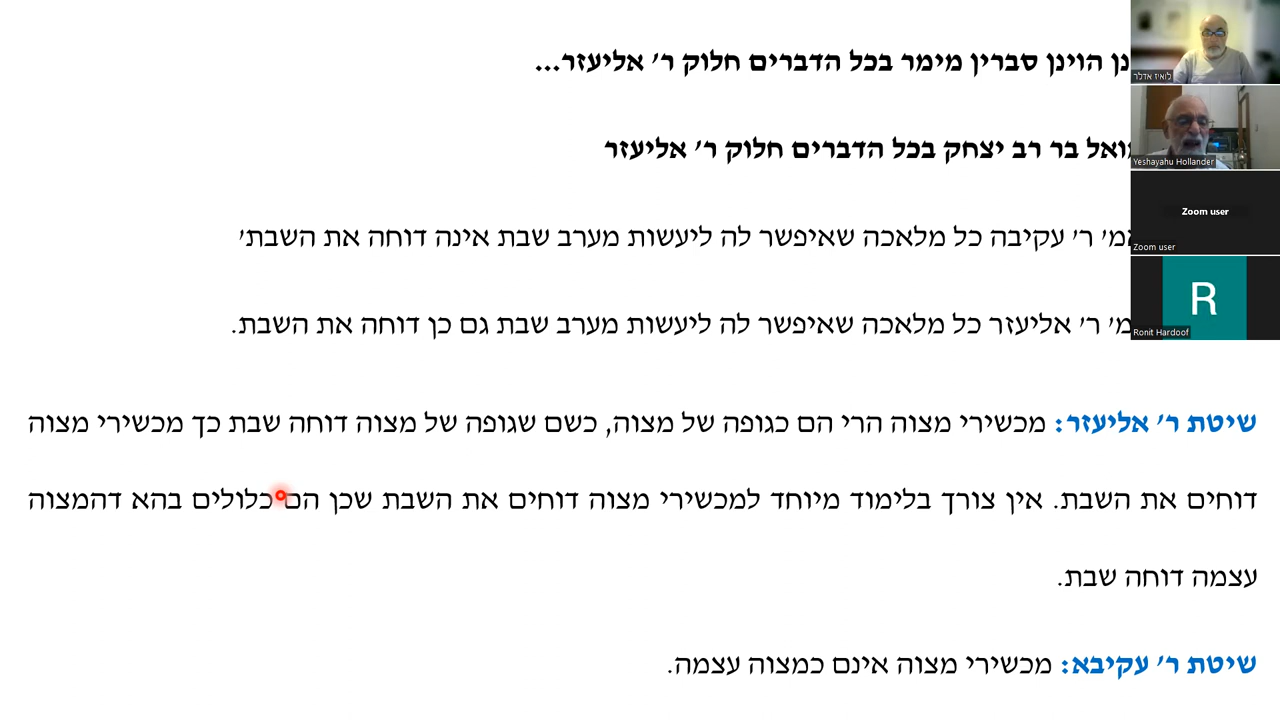 הוינן סברין מימר בכל הדברים חלוק ר׳ אליעזר...
בר רב יצחק בכל הדברים חלוק ר׳ אליעזר
ר׳ עקיבה כל מלאכה שאיפשר לה ליעשות מערב שבת אינה דוחה את השבת׳
ר׳ אליעזר כל מלאכה שאיפשר לה ליעשות מערב שבת גם כן דוחה את השבת.
שיטת ר׳ אליעזר: מכשירי מצוה הרי הם כגופה של מצוה, כשם שגופה של מצוה דוחה שבת כך מכשירי מצוה
דוחים את השבת. אין צורך בלימוד מיוחד למכשירי מצוה דוחים את השבת שכן הם כלולים בהא דהמצוה
עצמה דוחה שבת.
שיטת ר׳ עקיבא: מכשירי מצוה אינם כמצוה עצמה.
לואיז אדלר
Yeshayahu Hollander
Zoom user
Zoom user
R
Ronit Hardoof